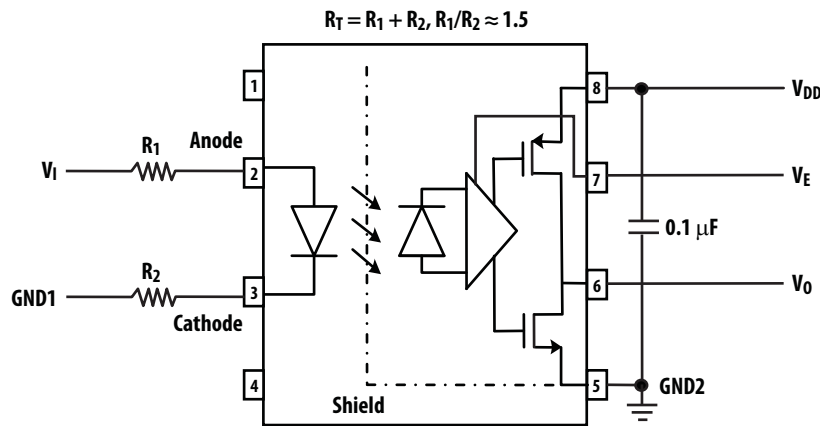 R_T = R_1 + R_2, R_1/R_2 ≈ 1.5
1
8
V_DD
R_1
Anode
V_I
2
7
V_E
0.1 μF
R_2
GND1
3
6
V_O
Cathode
4
5
GND2
Shield